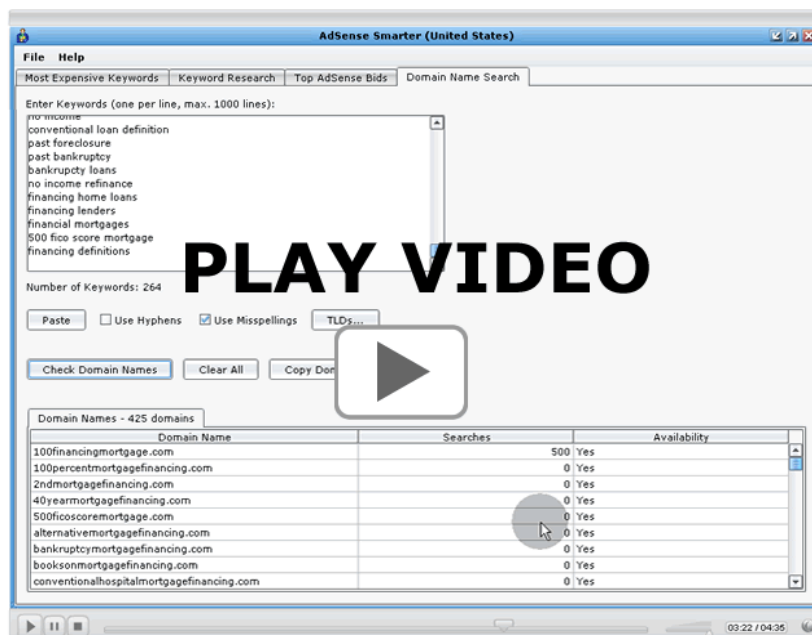 AdSense Smarter (United States)
File Help
Most Expensive Keywords Keyword Research Top AdSense Bids Domain Name Search
Enter Keywords (one per line, max. 1000 lines):
no income
conventional loan definition
past foreclosure
past bankruptcy
bankrupcty loans
no income refinance
financing home loans
financing lenders
financial mortgages
500 fico score mortgage
financing definitions
PLAY VIDEO
Number of Keywords: 264
Paste Use Hyphens Use Misspellings TLDs...
Check Domain Names Clear All Copy
Domain Names - 425 domains
Domain Name Searches Availability
100financingmortgage.com 500 Yes
100percentmortgagefinancing.com 0 Yes
2ndmortgagefinancing.com 0 Yes
40yearmortgagefinancing.com 0 Yes
500ficoscoremortgage.com 0 Yes
alternativemortgagefinancing.com 0 Yes
bankruptcymortgagefinancing.com 0 Yes
booksonmortgagefinancing.com 0 Yes
conventionalhospitalmortgagefinancing.com 0 Yes
03:22 / 04:35